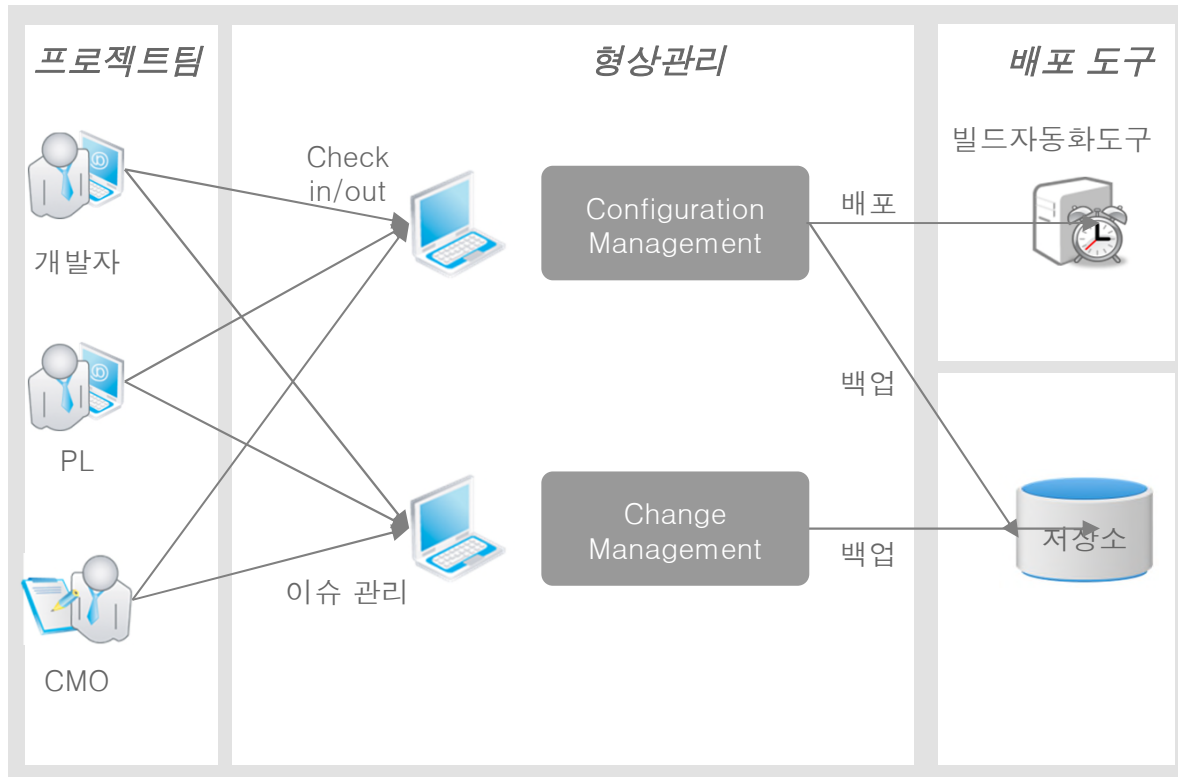 프로젝트팀
형상관리
배포 도구
개발자
PL
CMO
Check
in/out
이슈 관리
Configuration
Management
Change
Management
배포
백업
백업
빌드자동화도구
저장소